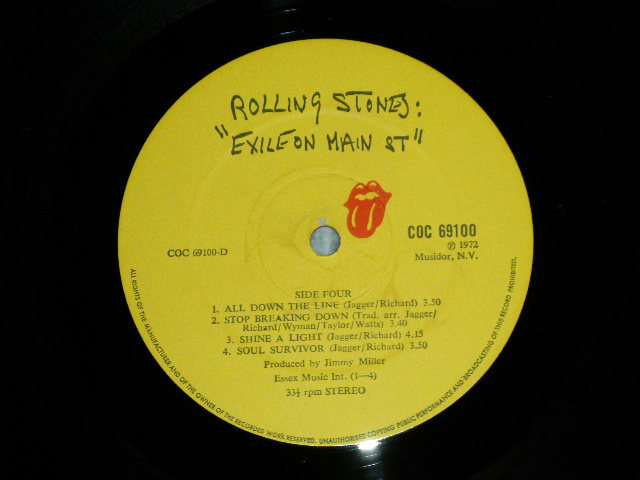 ROLLING STONES:
"EXILE ON MAIN ST"
COC 69100
℗ 1972
Musidor, N.V.
COC 69100-D
SIDE FOUR
1. ALL DOWN THE LINE (Jagger/Richard) 3.50
2. STOP BREAKING DOWN (Trad. arr. Jagger/
Richard/Wyman/Taylor/Watts) 3.40
3. SHINE A LIGHT (Jagger/Richard) 4.15
4. SOUL SURVIVOR (Jagger/Richard) 3.50
Produced by Jimmy Miller
Essex Music Int. (1—4)
33⅓ rpm STEREO
ALL RIGHTS OF THE MANUFACTURER AND OF THE OWNER OF THE RECORDED WORK RESERVED. UNAUTHORISED COPYING PUBLIC PERFORMANCE AND BROADCASTING OF THIS RECORD PROHIBITED.